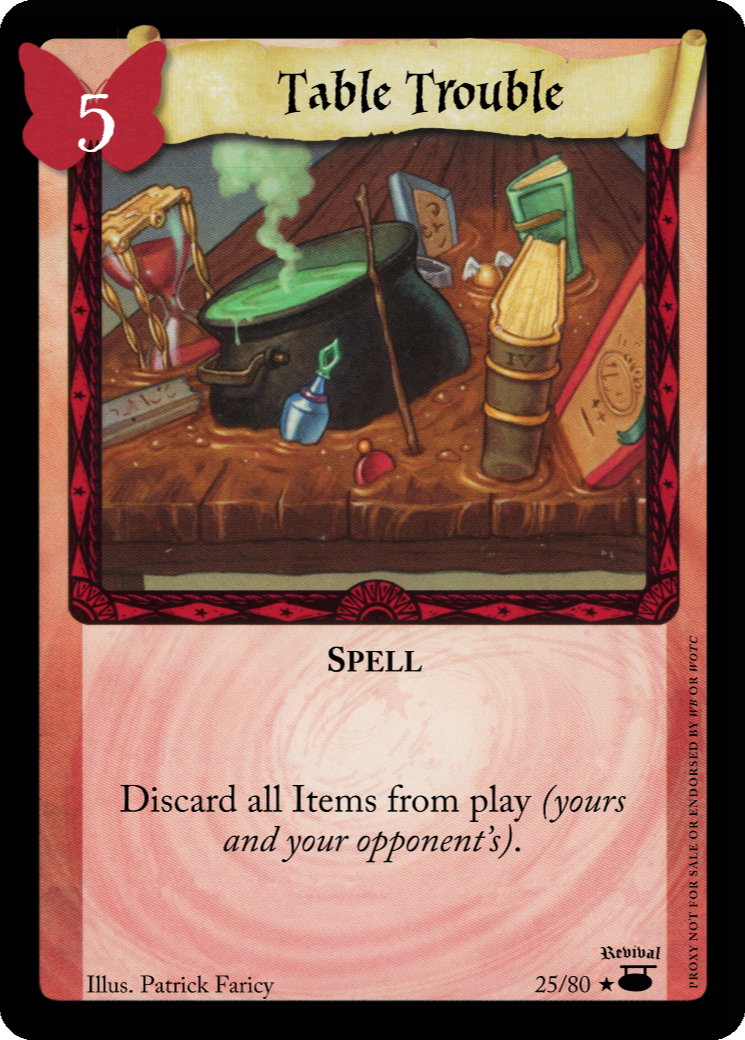 5
Table Trouble
IV
SPELL
Discard all Items from play (yours
and your opponent's).
PROXY NOT FOR SALE OR ENDORSED BY WB OR WOTC
Revival
Illus. Patrick Faricy
25/80 ★